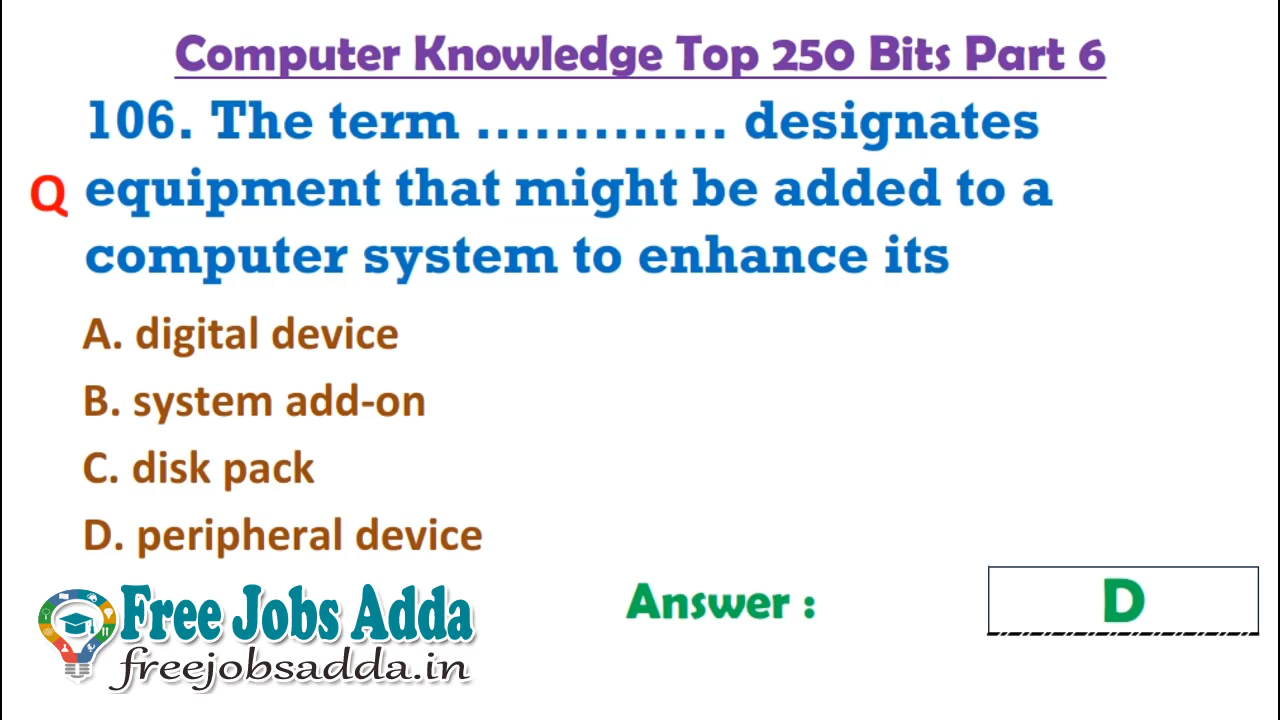 Computer Knowledge Top 250 Bits Part 6
106. The term ............. designates
Q equipment that might be added to a
computer system to enhance its
A. digital device
B. system add-on
C. disk pack
D. peripheral device
Free Jobs Adda
freejobsadda.in
Answer : D